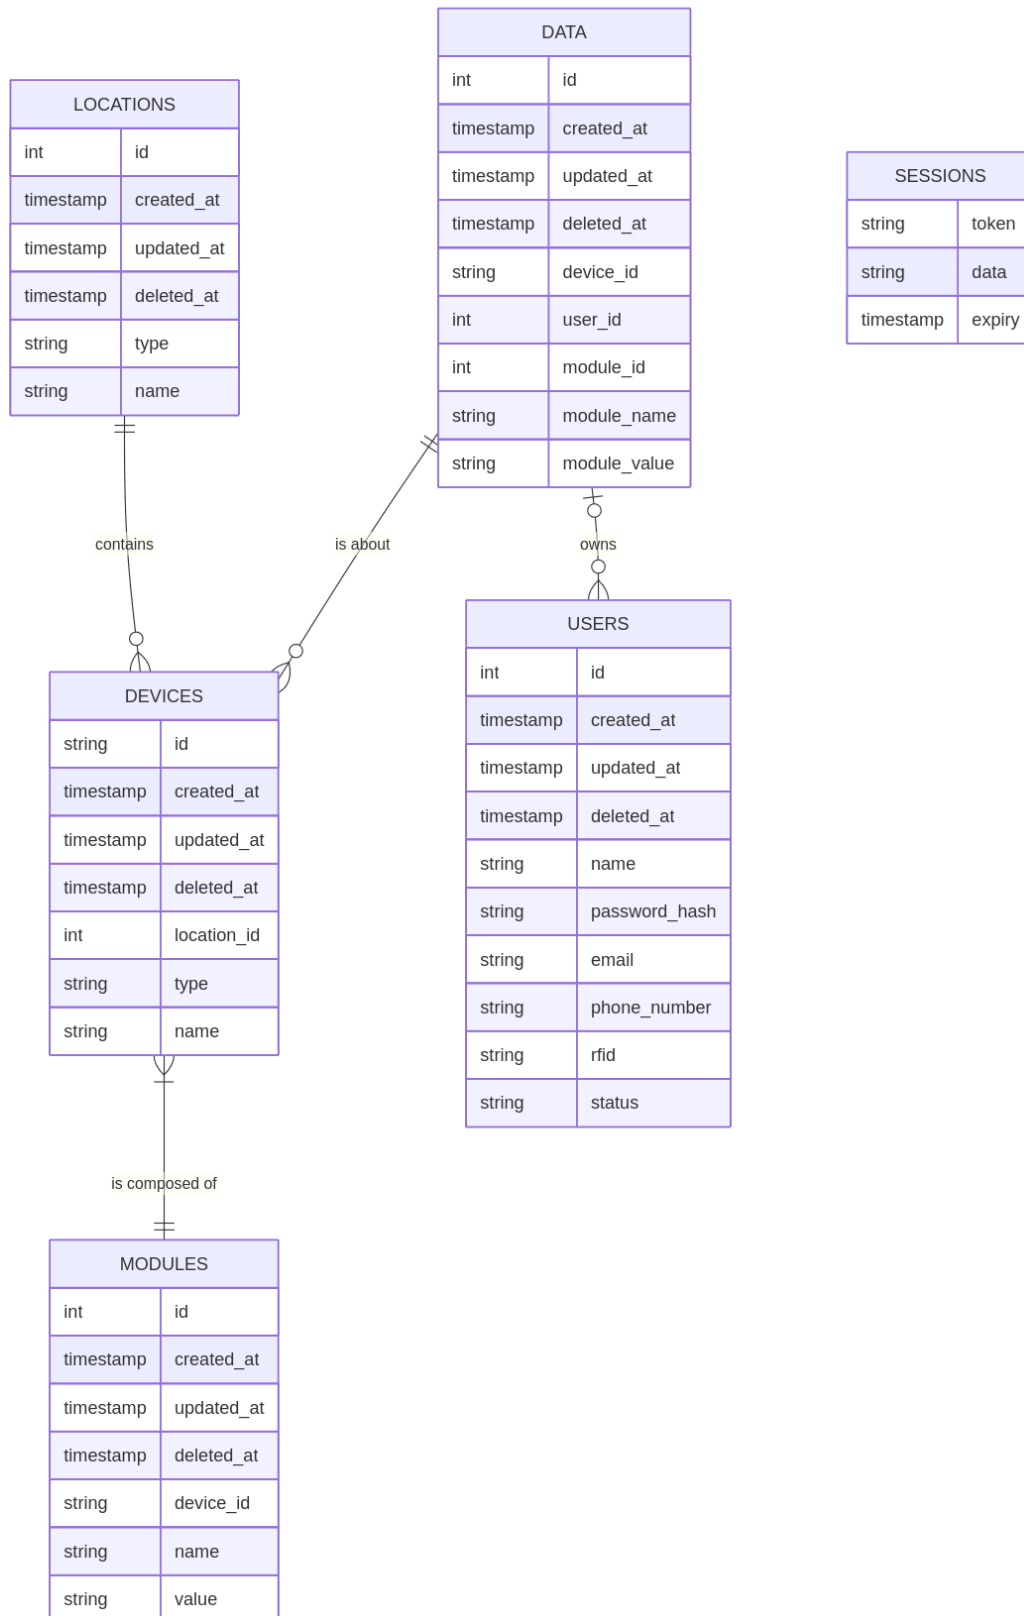 DATA
int id
timestamp created_at
timestamp updated_at
timestamp deleted_at
string device_id
int user_id
int module_id
string module_name
string module_value
LOCATIONS
int id
timestamp created_at
timestamp updated_at
timestamp deleted_at
string type
string name
SESSIONS
string token
string data
timestamp expiry
contains
is about
owns
DEVICES
string id
timestamp created_at
timestamp updated_at
timestamp deleted_at
int location_id
string type
string name
USERS
int id
timestamp created_at
timestamp updated_at
timestamp deleted_at
string name
string password_hash
string email
string phone_number
string rfid
string status
is composed of
MODULES
int id
timestamp created_at
timestamp updated_at
timestamp deleted_at
string device_id
string name
string value